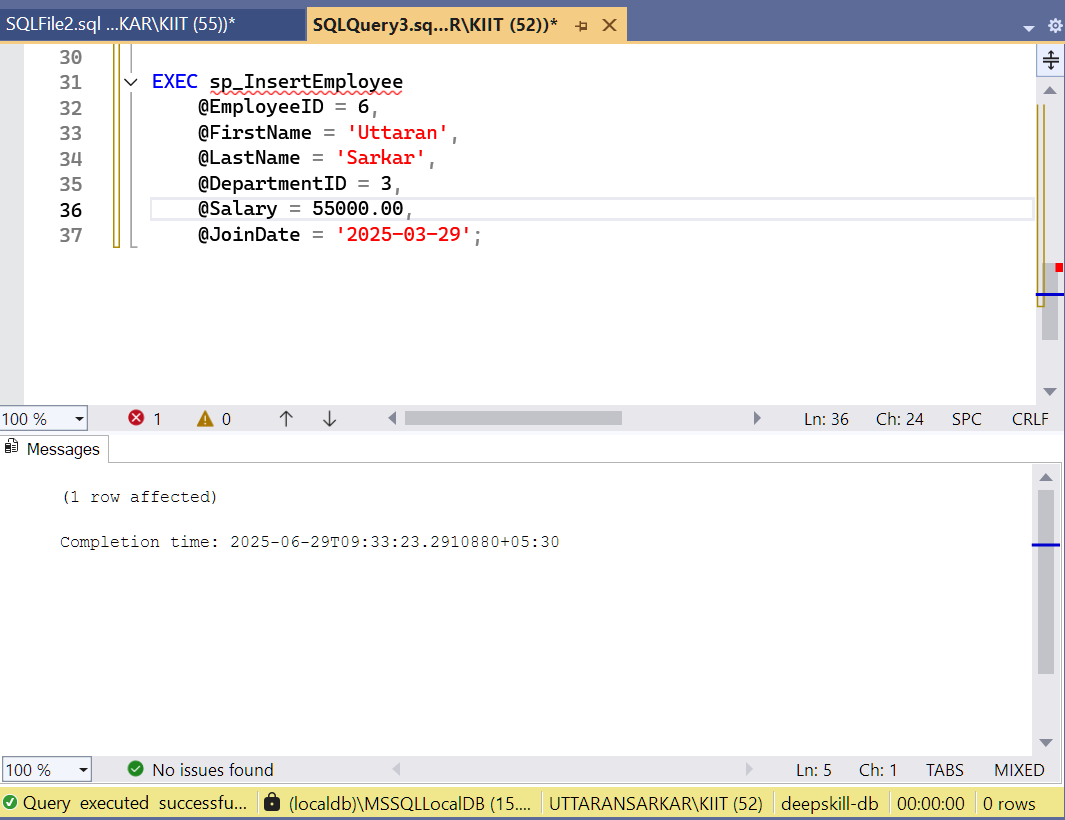 SQLFile2.sql ...KAR\KIIT (55))*
SQLQuery3.sq...R\KIIT (52))*
30
31 EXEC sp_InsertEmployee
32 @EmployeeID = 6,
33 @FirstName = 'Uttaran',
34 @LastName = 'Sarkar',
35 @DepartmentID = 3,
36 @Salary = 55000.00,
37 @JoinDate = '2025-03-29';
100 % 1 0 Ln: 36 Ch: 24 SPC CRLF
Messages
(1 row affected)
Completion time: 2025-06-29T09:33:23.2910880+05:30
100 % No issues found Ln: 5 Ch: 1 TABS MIXED
Query executed successfu... (localdb)\MSSQLLocalDB (15.... UTTARANSARKAR\KIIT (52) deepskill-db 00:00:00 0 rows